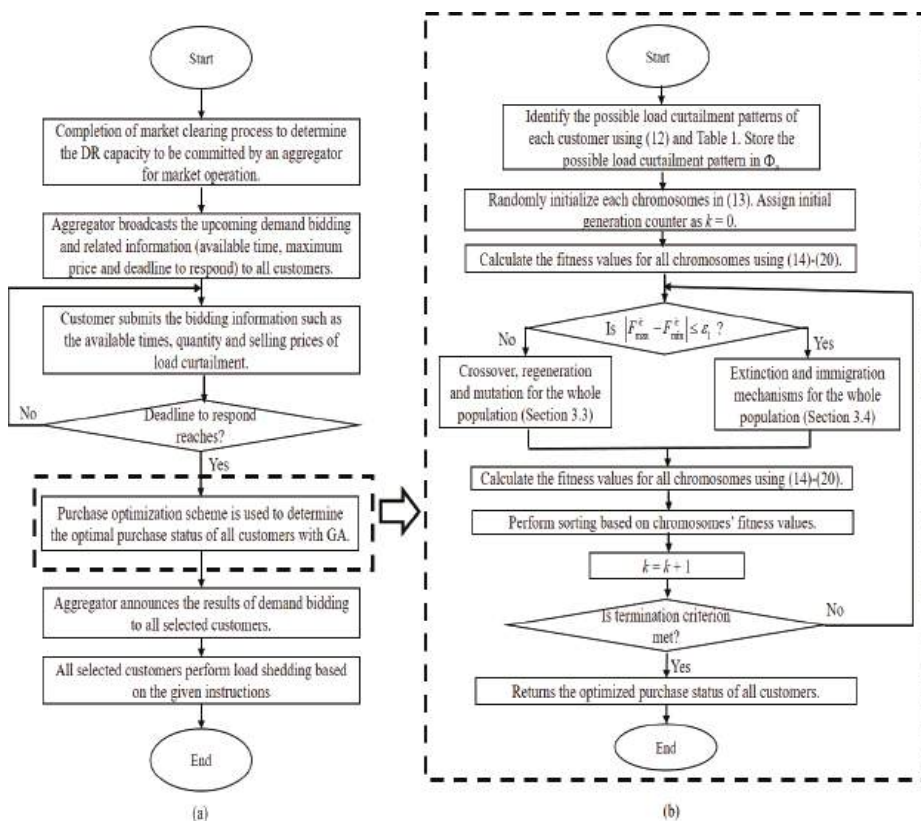 Start
Completion of market clearing process to determine
the DR capacity to be committed by an aggregator
for market operation.
Aggregator broadcasts the upcoming demand bidding
and related information (available time, maximum
price and deadline to respond) to all customers.
Customer submits the bidding information such as
the available times, quantity and selling prices of
load curtailment.
No
Deadline to respond
reaches?
Yes
Purchase optimization scheme is used to determine
the optimal purchase status of all customers with GA.
Aggregator announces the results of demand bidding
to all selected customers.
All selected customers perform load shedding based
on the given instructions
End
(a)
Start
Identify the possible load curtailment patterns of
each customer using (12) and Table 1. Store the
possible load curtailment pattern in Φ
Randomly initialize each chromosomes in (13). Assign initial
generation counter as k = 0.
Calculate the fitness values for all chromosomes using (14)-(20).
Is |F^k_max − F^k_min| ≤ ε₁ ?
No
Yes
Crossover, regeneration
and mutation for the whole
population (Section 3.3)
Extinction and immigration
mechanisms for the whole
population (Section 3.4)
Calculate the fitness values for all chromosomes using (14)-(20).
Perform sorting based on chromosomes' fitness values.
k = k + 1
Is termination criterion
met?
No
Yes
Returns the optimized purchase status of all customers.
End
(b)